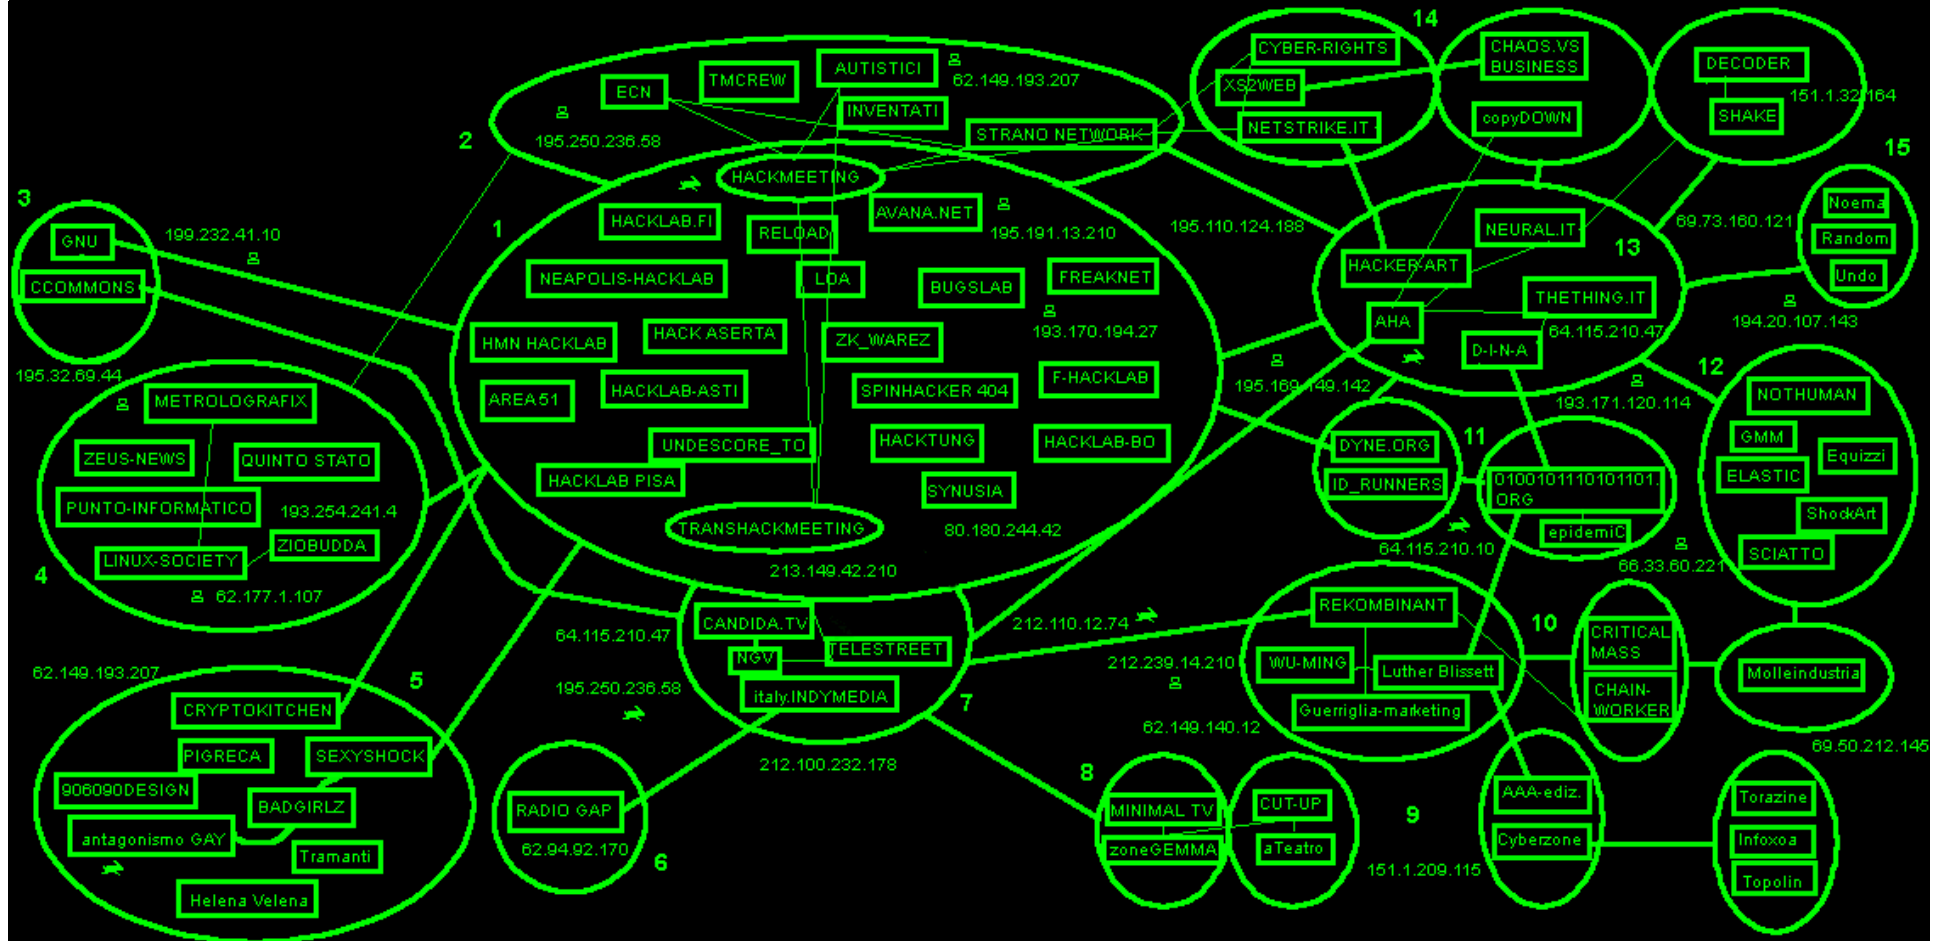 14
CYBER-RIGHTS
XS2WEB
NETSTRIKE.IT
CHAOS.VS
BUSINESS
copyDOWN
DECODER
151.1.32.164
SHAKE
2
ECN
TMCREW
AUTISTICI
62.149.193.207
INVENTATI
STRANO NETWORK
195.250.236.58
15
Noema
Random
Undo
194.20.107.143
3
GNU
CCOMMONS
199.232.41.10
195.32.69.44
1
HACKMEETING
HACKLAB.FI
RELOAD
AVANA.NET
195.191.13.210
NEAPOLIS-HACKLAB
LOA
BUGSLAB
FREAKNET
193.170.194.27
HMN HACKLAB
HACK ASERTA
ZK_WAREZ
AREA51
HACKLAB-ASTI
SPINHACKER 404
F-HACKLAB
UNDESCORE_TO
HACKTUNG
HACKLAB-BO
HACKLAB PISA
SYNUSIA
TRANSHACKMEETING
80.180.244.42
213.149.42.210
195.110.124.188
69.73.160.121
NEURAL.IT
13
HACKER-ART
THETHING.IT
AHA
64.115.210.47
D-I-N-A
195.169.149.142
193.171.120.114
12
NOTHUMAN
GMM
Equizzi
ELASTIC
ShockArt
SCIATTO
11
DYNE.ORG
ID_RUNNERS
0100101110101101.
ORG
epidemiC
64.115.210.10
66.33.60.221
METROLOGRAFIX
ZEUS-NEWS
QUINTO STATO
PUNTO-INFORMATICO
193.254.241.4
LINUX-SOCIETY
ZIOBUDDA
4
62.177.1.107
CANDIDA.TV
TELESTREET
NGV
italy.INDYMEDIA
7
64.115.210.47
195.250.236.58
212.100.232.178
212.110.12.74
212.239.14.210
62.149.140.12
REKOMBINANT
WU-MING
Luther Blissett
Guerriglia-marketing
10
CRITICAL
MASS
CHAIN-
WORKER
Molleindustria
69.50.212.145
62.149.193.207
5
CRYPTOKITCHEN
PIGRECA
SEXYSHOCK
906090DESIGN
BADGIRLZ
antagonismo GAY
Tramanti
Helena Velena
RADIO GAP
62.94.92.170
6
8
MINIMAL TV
zoneGEMMA
CUT-UP
aTeatro
9
151.1.209.115
AAA-ediz.
Cyberzone
Torazine
Infoxoa
Topolin